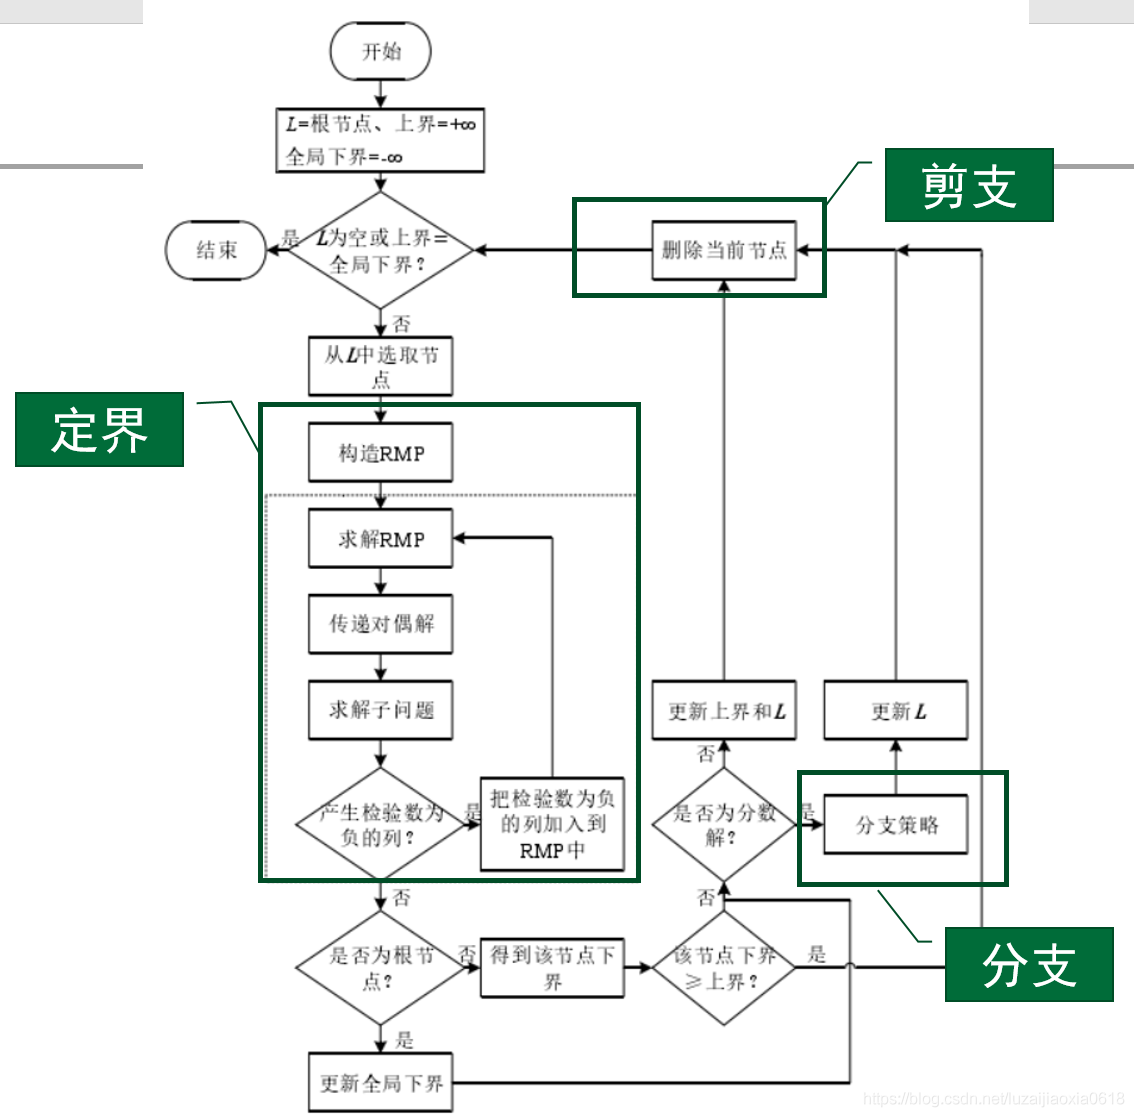 开始
L=根节点、上界=+∞
全局下界=-∞
剪支
结束
是
L为空或上界=
全局下界？
删除当前节点
否
从L中选取节
点
定界
构造RMP
求解RMP
传递对偶解
求解子问题
更新上界和L
更新L
否
产生检验数为
负的列？
是
把检验数为负
的列加入到
RMP中
是否为分数
解？
是
分支策略
否
否
是否为根节
点？
否
得到该节点下
界
该节点下界
≥上界？
是
分支
是
更新全局下界
https://blog.csdn.net/luzaijiaoxia0618